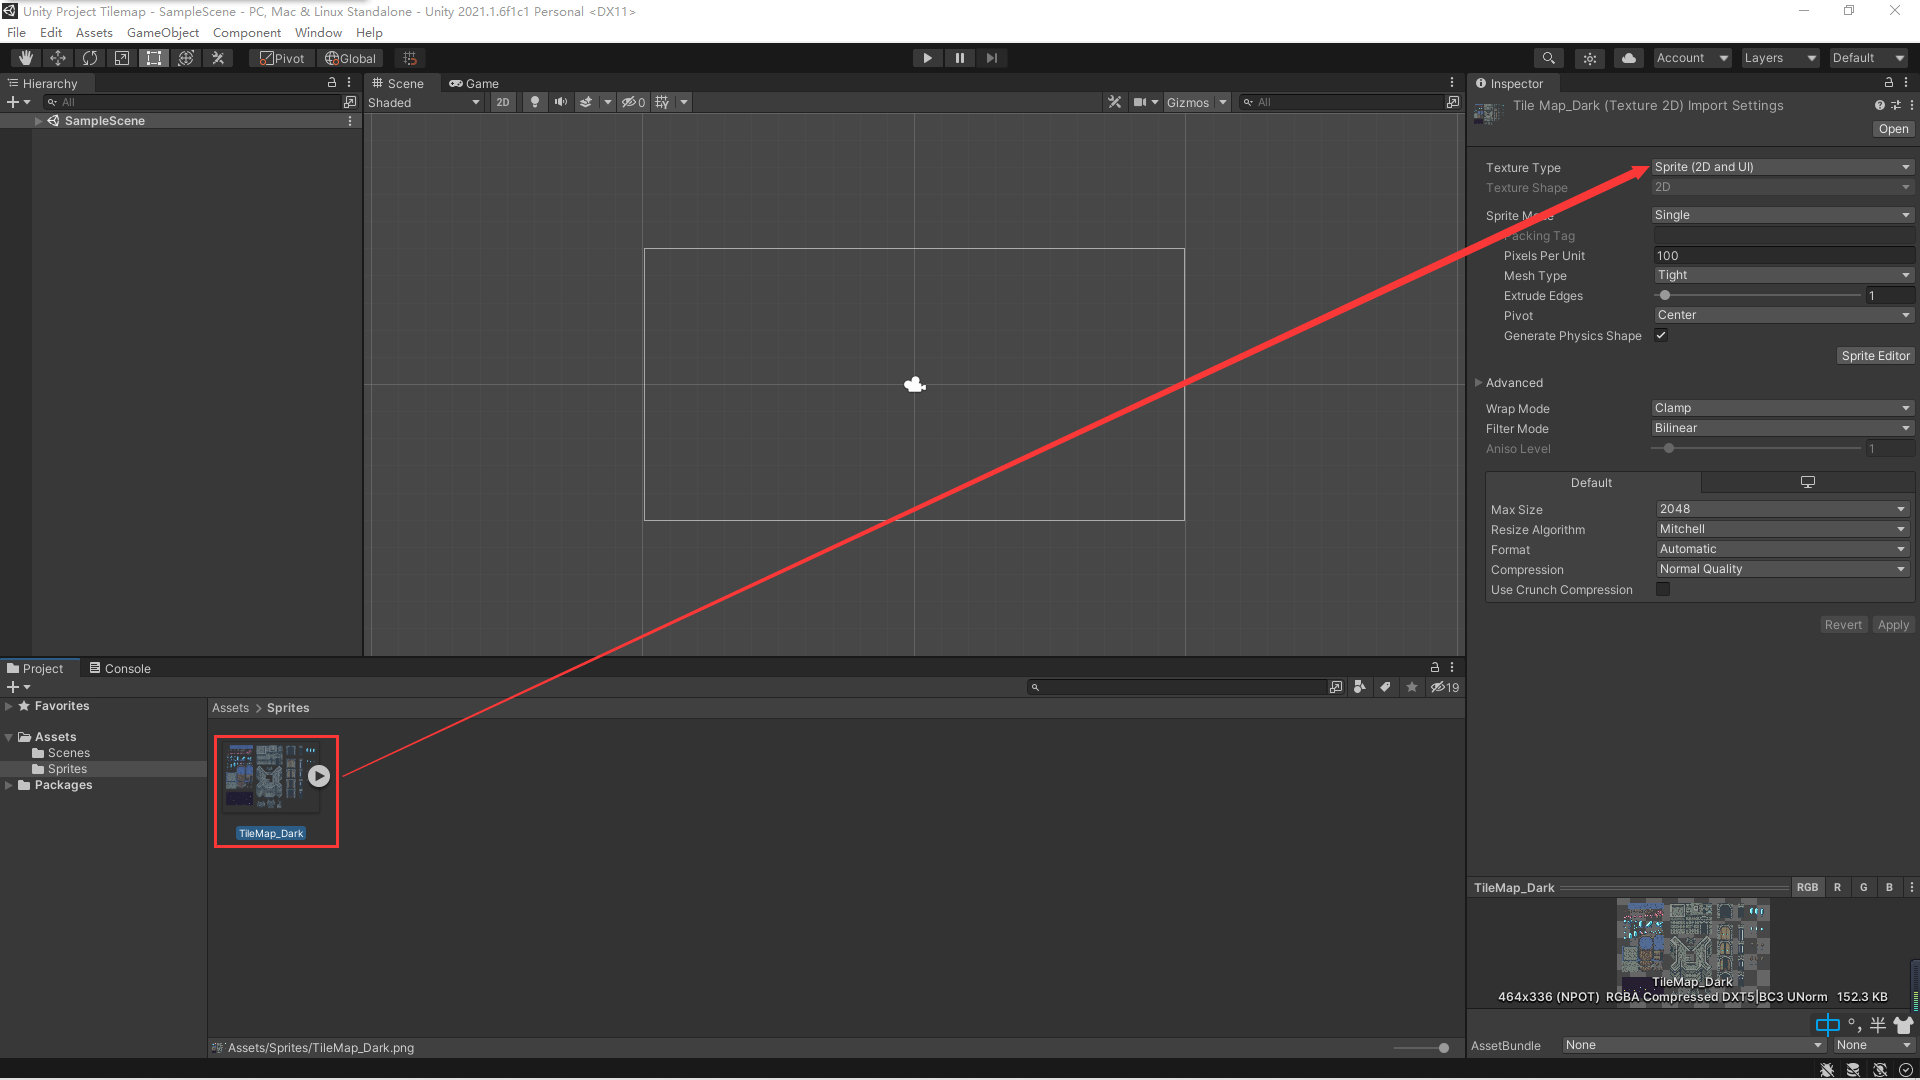 Unity Project Tilemap - SampleScene - PC, Mac & Linux Standalone - Unity 2021.1.6f1c1 Personal <DX11>
File Edit Assets GameObject Component Window Help
Pivot Global Account Layers Default
Hierarchy
All
SampleScene
Scene Game
Shaded 2D 0 Gizmos All
Inspector
Tile Map_Dark (Texture 2D) Import Settings
Open
Texture Type Sprite (2D and UI)
Texture Shape 2D
Sprite Mode Single
Packing Tag
Pixels Per Unit 100
Mesh Type Tight
Extrude Edges 1
Pivot Center
Generate Physics Shape
Sprite Editor
Advanced
Wrap Mode Clamp
Filter Mode Bilinear
Aniso Level 1
Default
Max Size 2048
Resize Algorithm Mitchell
Format Automatic
Compression Normal Quality
Use Crunch Compression
Revert Apply
Project Console
19
Favorites
Assets
Scenes
Sprites
Packages
Assets > Sprites
TileMap_Dark
Assets/Sprites/TileMap_Dark.png
TileMap_Dark RGB R G B
TileMap_Dark
464x336 (NPOT) RGBA Compressed DXT5|BC3 UNorm 152.3 KB
中 °, 半
AssetBundle None None